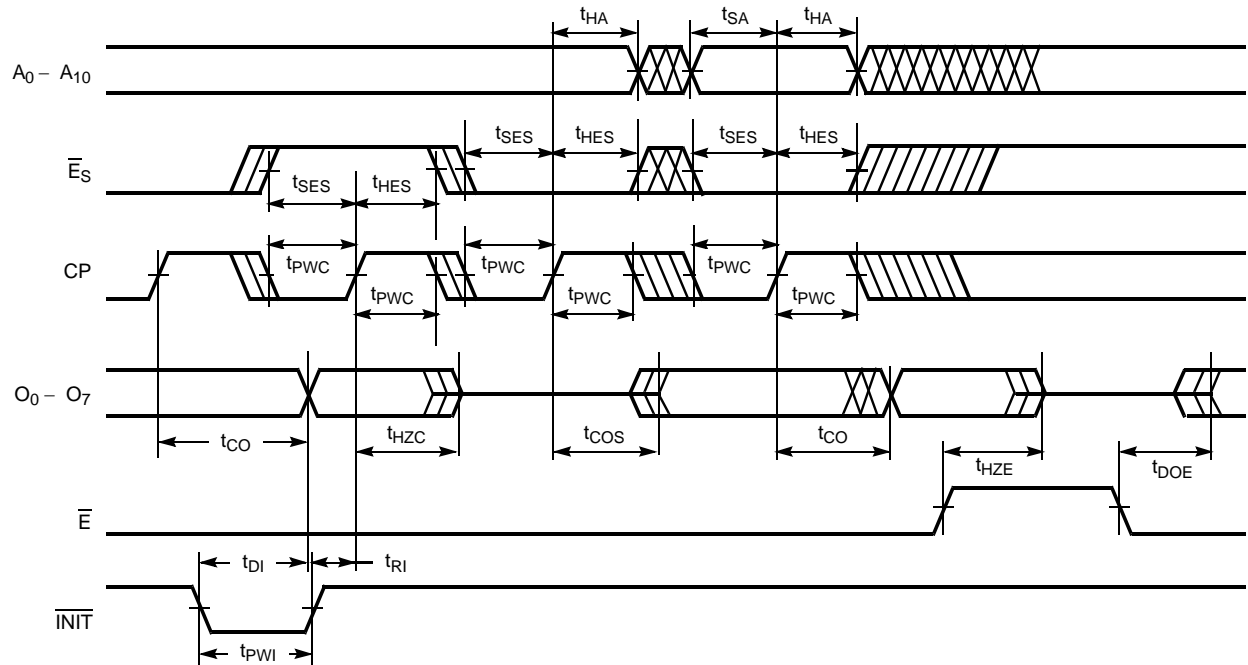 tHA tSA tHA
A0 – A10
tSES tHES tSES tHES
ES
tSES tHES
CP
tPWC tPWC tPWC
tPWC tPWC tPWC
O0 – O7
tCO tHZC tCOS tCO
tHZE tDOE
E
tDI tRI
INIT
tPWI